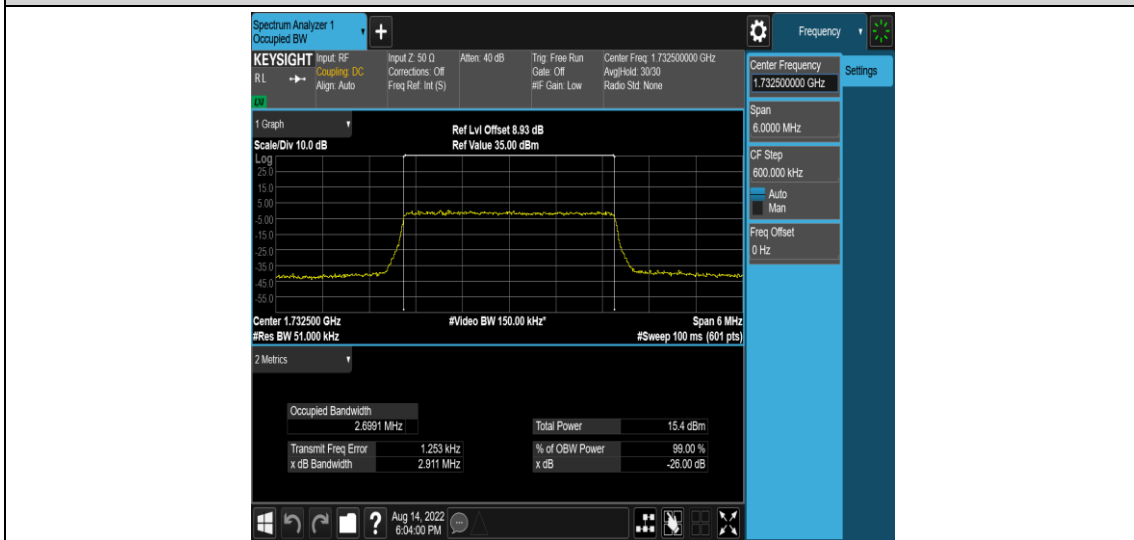 Spectrum Analyzer 1
Occupied BW
Frequency
KEYSIGHT
RL
Input: RF
Coupling: DC
Align: Auto
Input Z: 50 Ω
Corrections: Off
Freq Ref: Int (S)
Atten: 40 dB
Trig: Free Run
Gate: Off
#IF Gain: Low
Center Freq: 1.732500000 GHz
Avg|Hold: 30/30
Radio Std: None
Center Frequency
1.732500000 GHz
Settings
Span
6.0000 MHz
CF Step
600.000 kHz
Auto
Man
Freq Offset
0 Hz
1 Graph
Ref Lvl Offset 8.93 dB
Scale/Div 10.0 dB
Ref Value 35.00 dBm
Log
25.0
15.0
5.00
-5.00
-15.0
-25.0
-35.0
-45.0
-55.0
Center 1.732500 GHz
#Video BW 150.00 kHz*
Span 6 MHz
#Res BW 51.000 kHz
#Sweep 100 ms (601 pts)
2 Metrics
Occupied Bandwidth
2.6991 MHz
Total Power 15.4 dBm
Transmit Freq Error 1.253 kHz
% of OBW Power 99.00 %
x dB Bandwidth 2.911 MHz
x dB -26.00 dB
Aug 14, 2022
6:04:00 PM